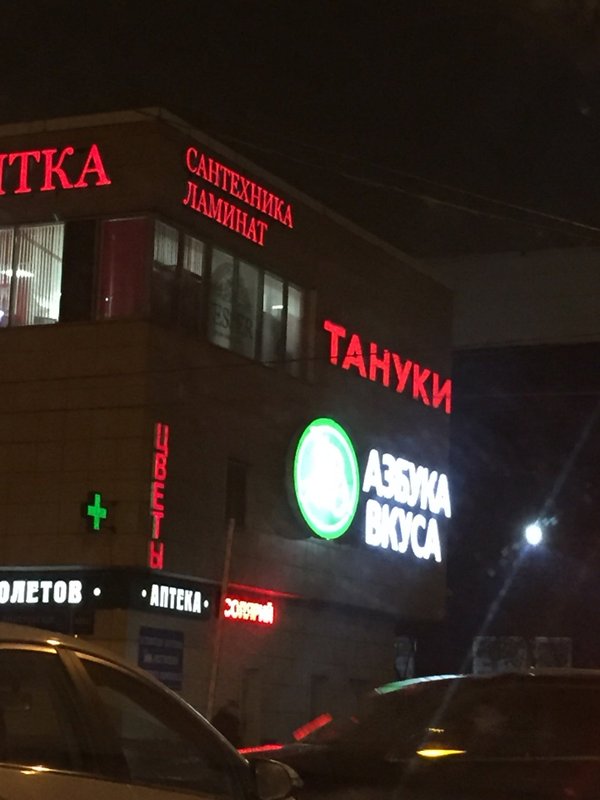 ИТКА
САНТЕХНИКА
ЛАМИНАТ
ТАНУКИ
АЗБУКА
ВКУСА
ЦВЕТЫ
ОЛЕТОВ •
• АПТЕКА •
СОЛЯРИЙ